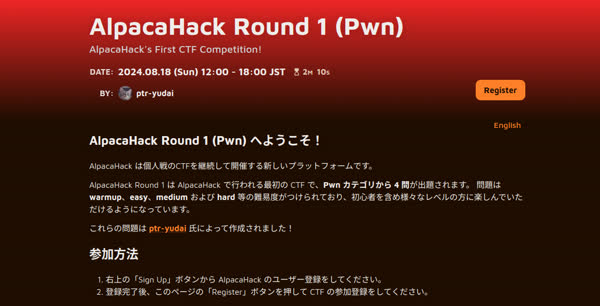 AlpacaHack Round 1 (Pwn)
AlpacaHack's First CTF Competition!
DATE: 2024.08.18 (Sun) 12:00 - 18:00 JST ⏳ 2M 10s
BY: ptr-yudai
Register
English
AlpacaHack Round 1 (Pwn) へようこそ！
AlpacaHack は個人戦のCTFを継続して開催する新しいプラットフォームです。
AlpacaHack Round 1 は AlpacaHack で行われる最初の CTF で、Pwn カテゴリから 4 問が出題されます。 問題は
warmup、easy、medium および hard 等の難易度がつけられており、初心者を含め様々なレベルの方に楽しんでいた
だけるようになっています。
これらの問題は ptr-yudai 氏によって作成されました！
参加方法
1. 右上の「Sign Up」ボタンから AlpacaHack のユーザー登録をしてください。
2. 登録完了後、このページの「Register」ボタンを押して CTF の参加登録をしてください。